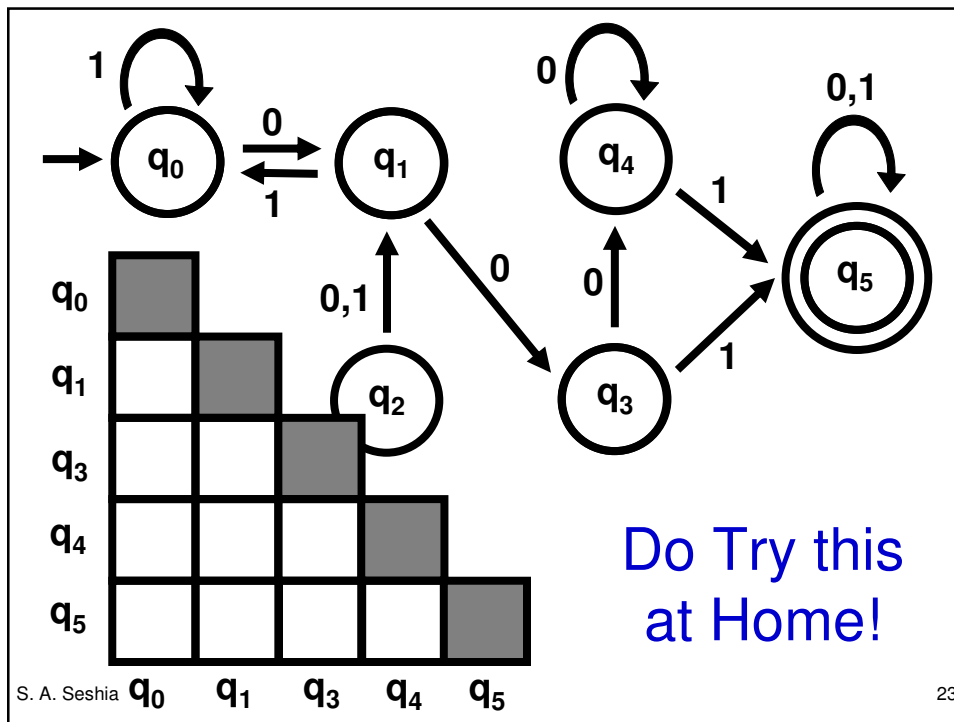 1
0
0,1
0
q0
q1
q4
1
1
q5
0
0
q0
0,1
1
q1
q2
q3
q3
q4
Do Try this
at Home!
q5
S. A. Seshia q0 q1 q3 q4 q5
23